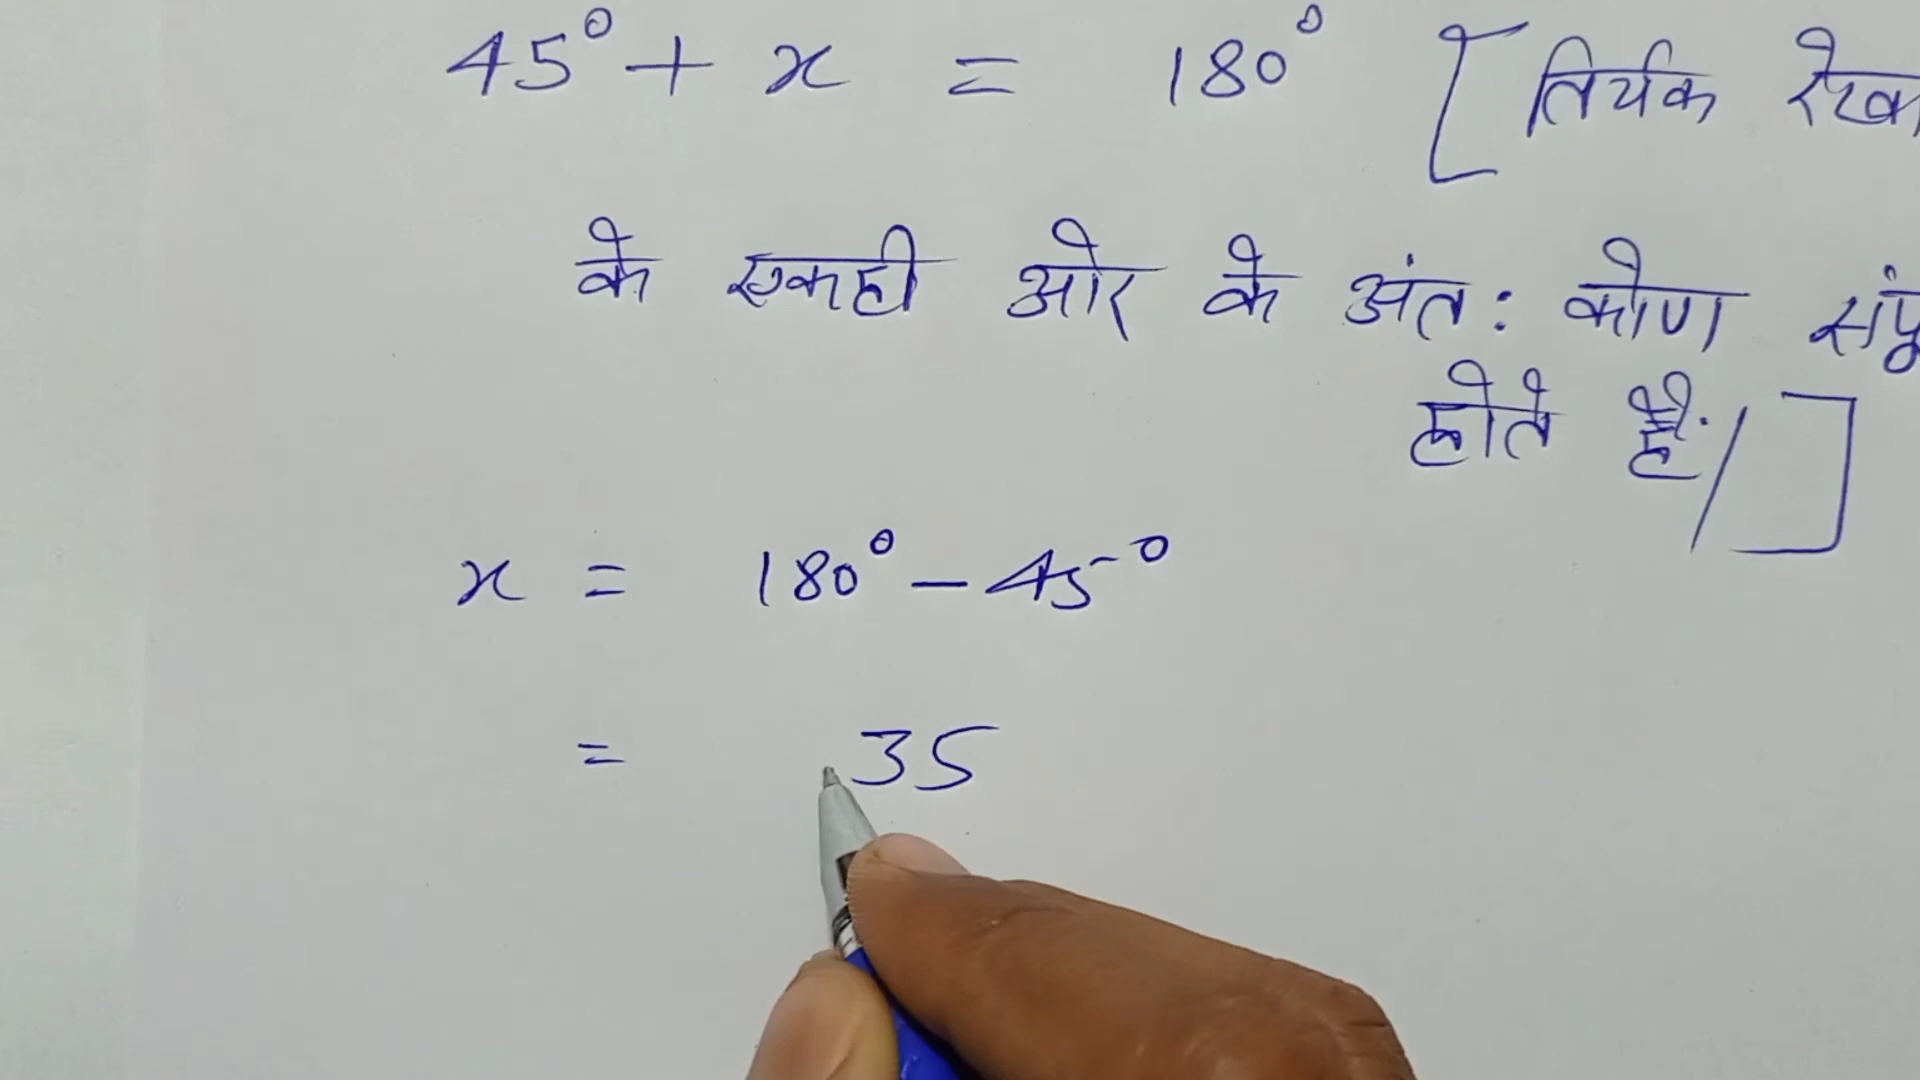 45° + x = 180° [तिर्यक रेखा
के एकही ओर के अंत: कोण संपू
होते हैं/]
x = 180° - 45°
= 35